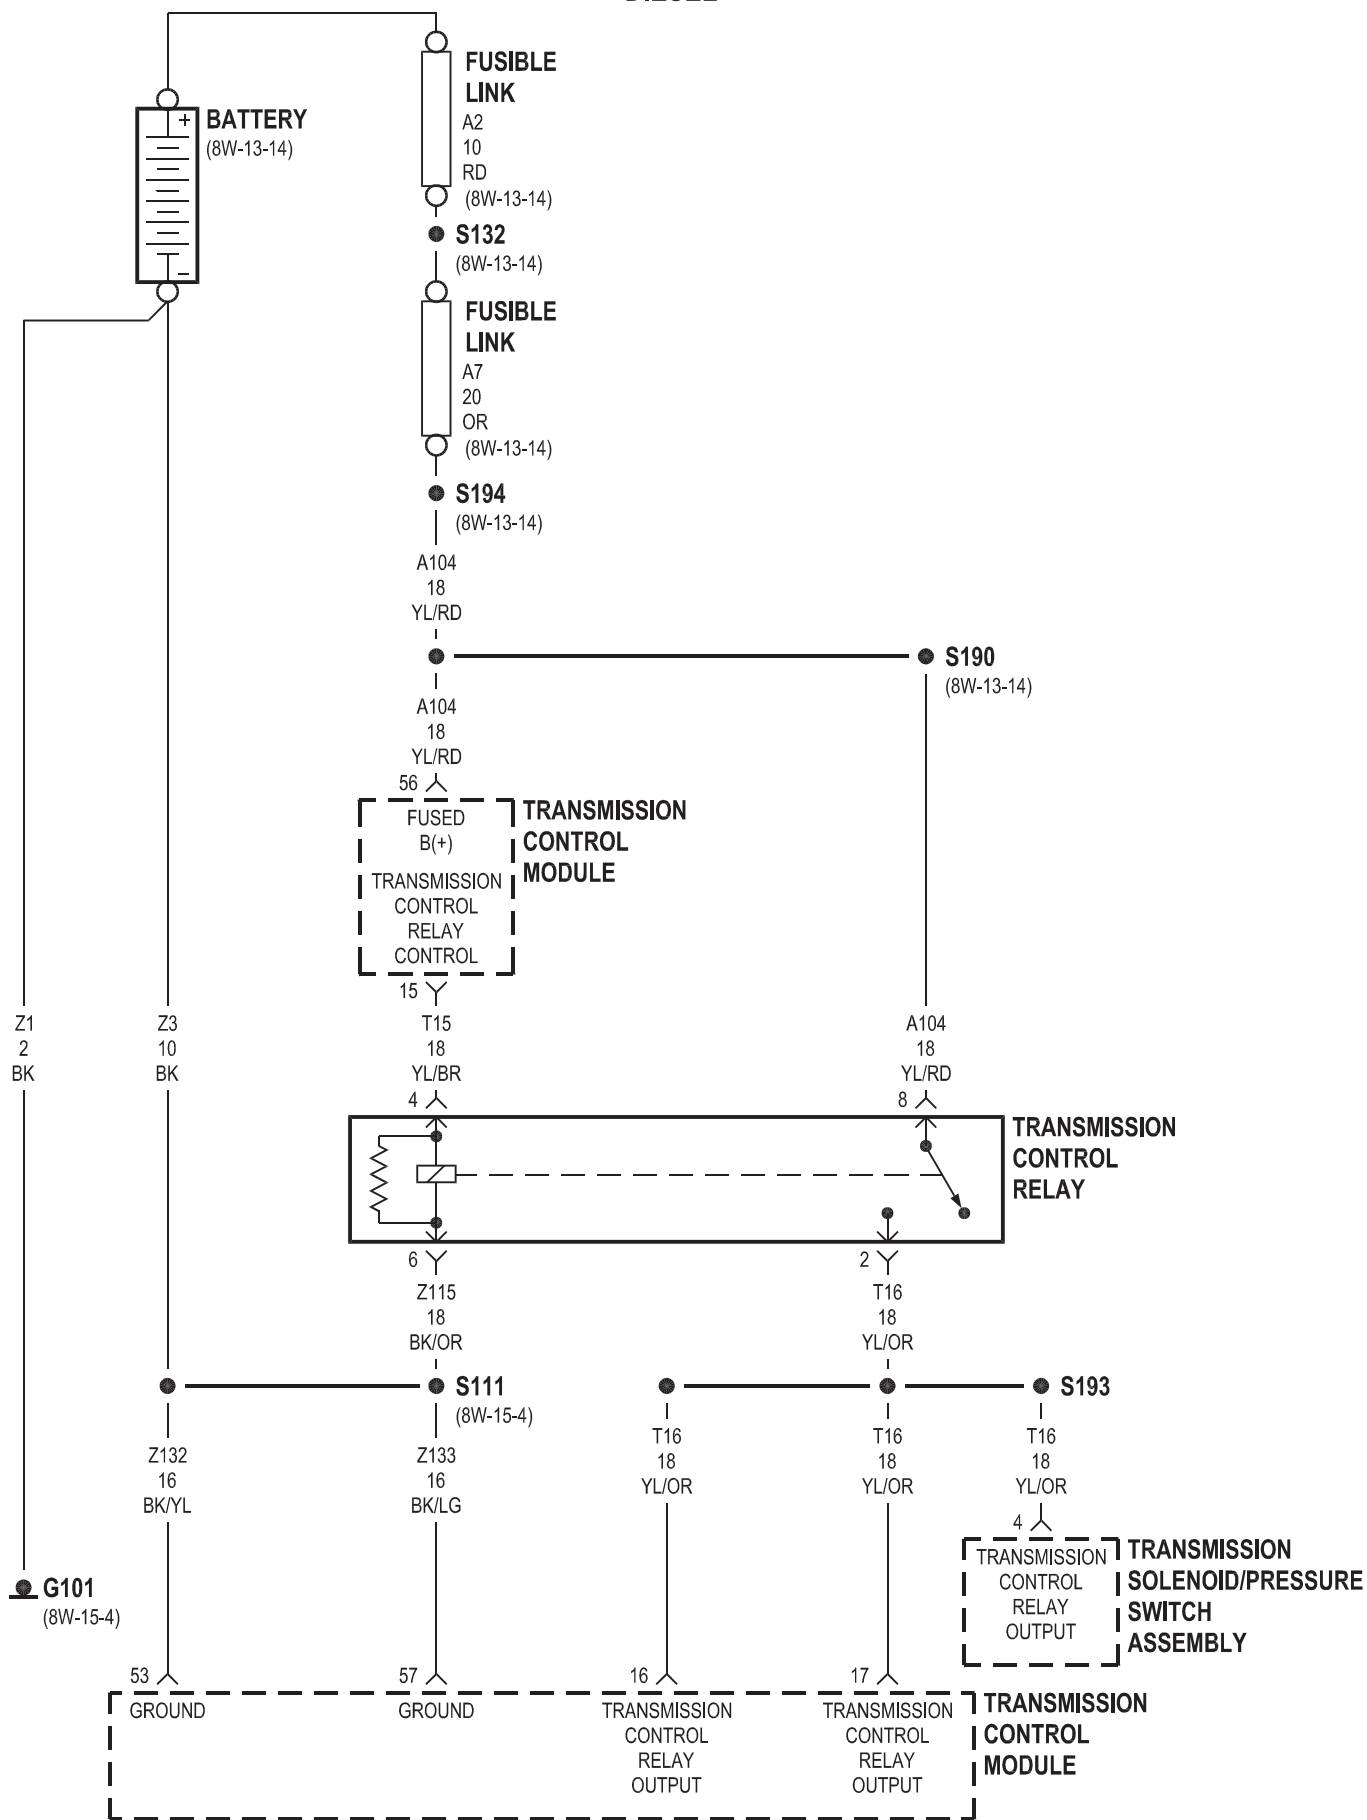 DIESEL
FUSIBLE
LINK
A2
10
RD
(8W-13-14)
+
BATTERY
(8W-13-14)
−
S132
(8W-13-14)
FUSIBLE
LINK
A7
20
OR
(8W-13-14)
S194
(8W-13-14)
A104
18
YL/RD
S190
(8W-13-14)
A104
18
YL/RD
56
FUSED
B(+)
TRANSMISSION
CONTROL
RELAY
CONTROL
TRANSMISSION
CONTROL
MODULE
15
Z1
2
BK
Z3
10
BK
T15
18
YL/BR
A104
18
YL/RD
4
8
TRANSMISSION
CONTROL
RELAY
6
2
Z115
18
BK/OR
T16
18
YL/OR
S111
(8W-15-4)
S193
Z132
16
BK/YL
Z133
16
BK/LG
T16
18
YL/OR
T16
18
YL/OR
T16
18
YL/OR
4
TRANSMISSION
CONTROL
RELAY
OUTPUT
TRANSMISSION
SOLENOID/PRESSURE
SWITCH
ASSEMBLY
G101
(8W-15-4)
53
57
16
17
GROUND
GROUND
TRANSMISSION
CONTROL
RELAY
OUTPUT
TRANSMISSION
CONTROL
RELAY
OUTPUT
TRANSMISSION
CONTROL
MODULE